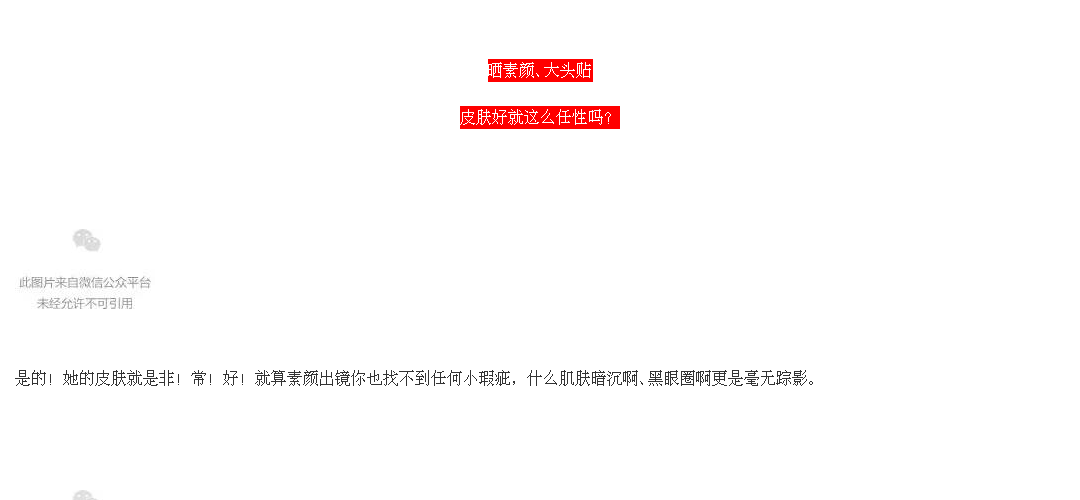 晒素颜、大头贴
皮肤好就这么任性吗？
此图片来自微信公众平台
未经允许不可引用
是的！她的皮肤就是非！常！好！就算素颜出镜你也找不到任何小瑕疵，什么肌肤暗沉啊、黑眼圈啊更是毫无踪影。